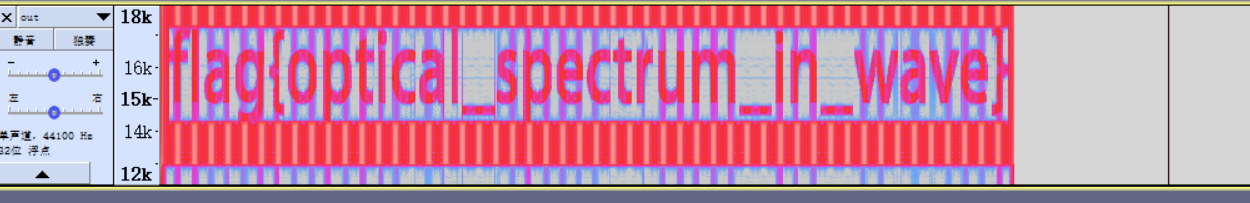 × out ▼
静音 独奏
- +
左 右
单声道, 44100 Hz
32位 浮点
18k
16k
15k
14k
12k
flag{optical_spectrum_in_wave}